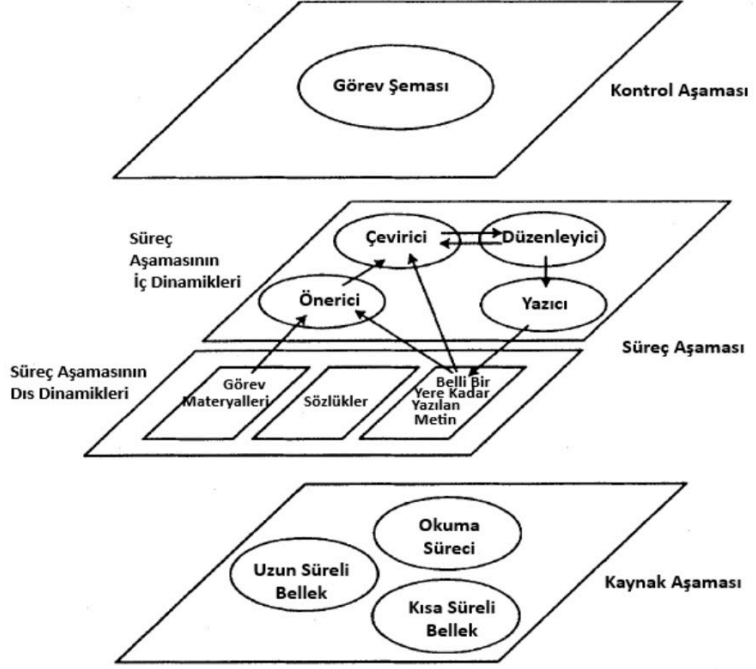 Görev Şeması
Kontrol Aşaması
Süreç
Aşamasının
İç Dinamikleri
Çevirici
Düzenleyici
Önerici
Yazıcı
Süreç Aşaması
Süreç Aşamasının
Dıs Dinamikleri
Görev
Materyalleri
Sözlükler
Belli Bir
Yere Kadar
Yazılan
Metin
Okuma
Süreci
Uzun Süreli
Bellek
Kısa Süreli
Bellek
Kaynak Aşaması